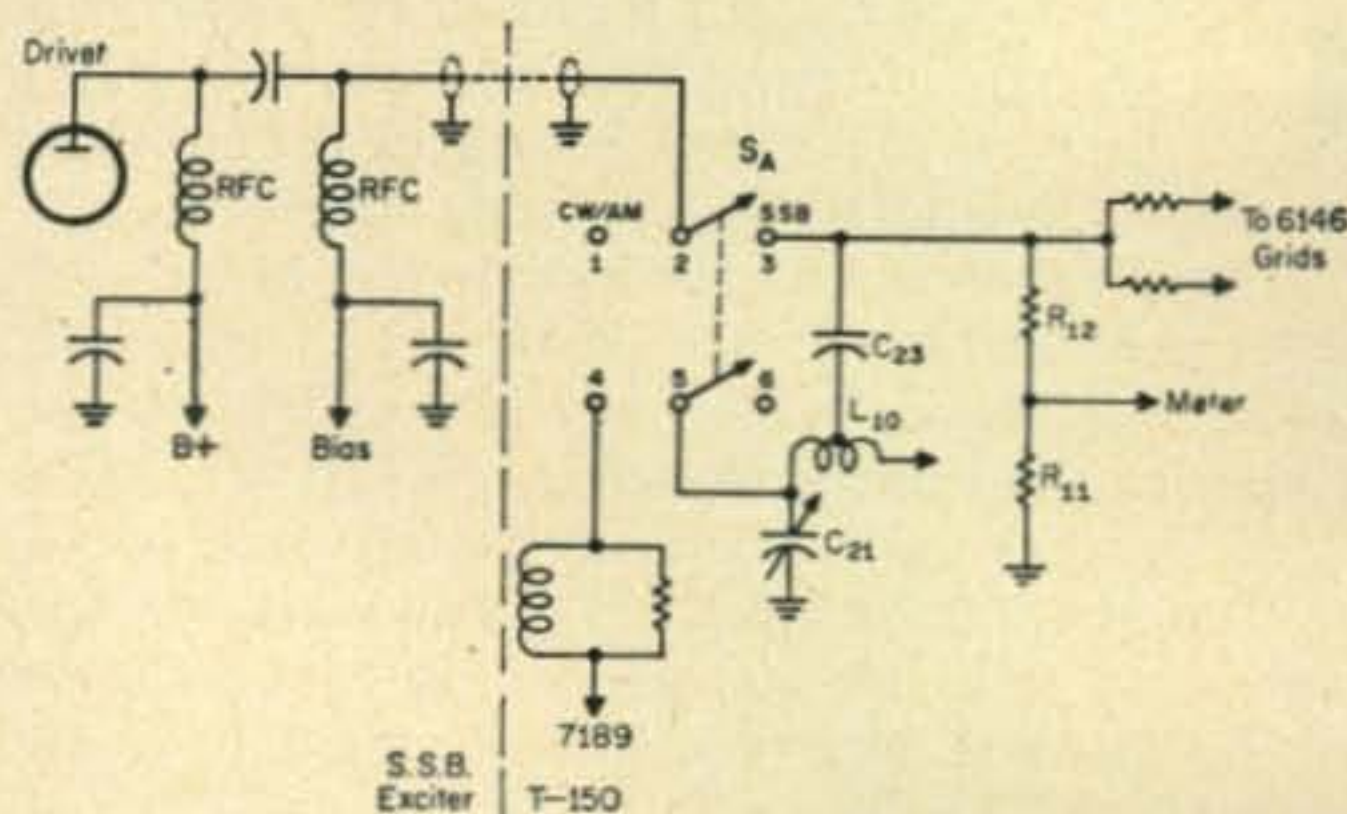 Driver
RFC
RFC
B+
Bias
S.S.B.
Exciter
T-150
CW/AM
1
2
SSB
3
SA
4
5
6
7189
C23
L10
C21
R12
R11
Meter
To 6146
Grids